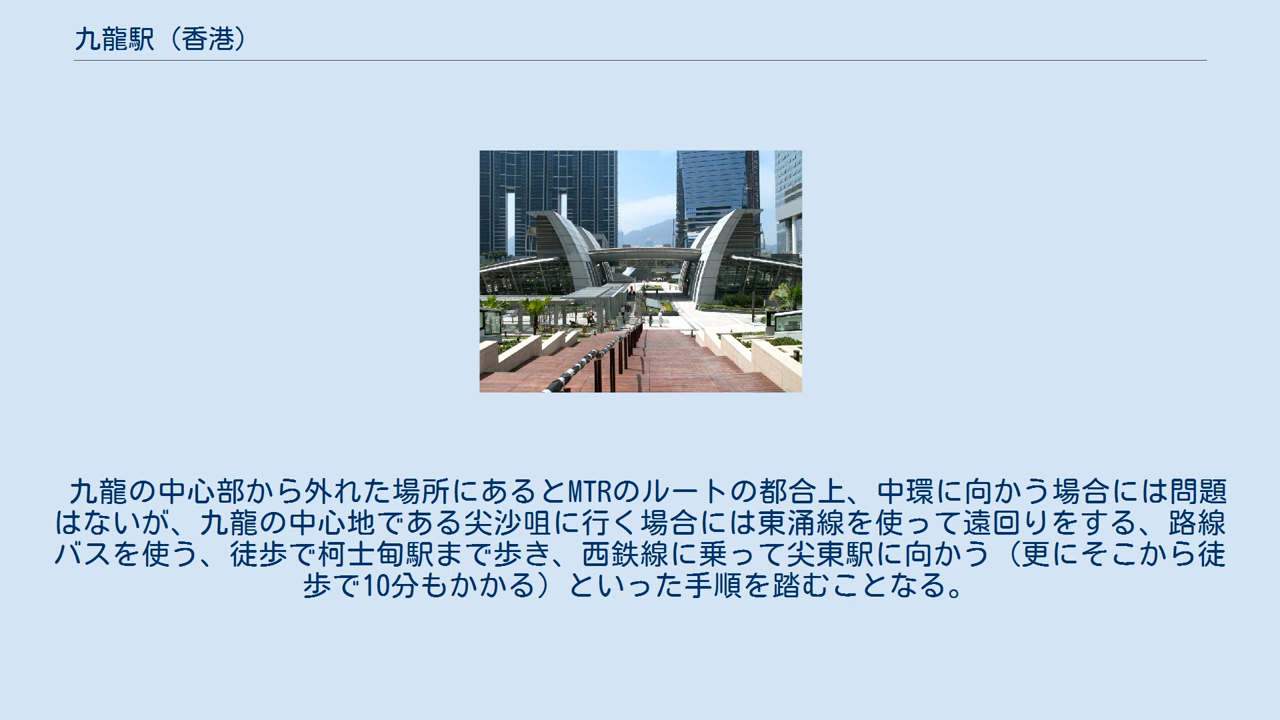 九龍駅（香港）
九龍の中心部から外れた場所にあるとMTRのルートの都合上、中環に向かう場合には問題
はないが、九龍の中心地である尖沙咀に行く場合には東涌線を使って遠回りをする、路線
バスを使う、徒歩で柯士甸駅まで歩き、西鉄線に乗って尖東駅に向かう（更にそこから徒
歩で10分もかかる）といった手順を踏むことなる。